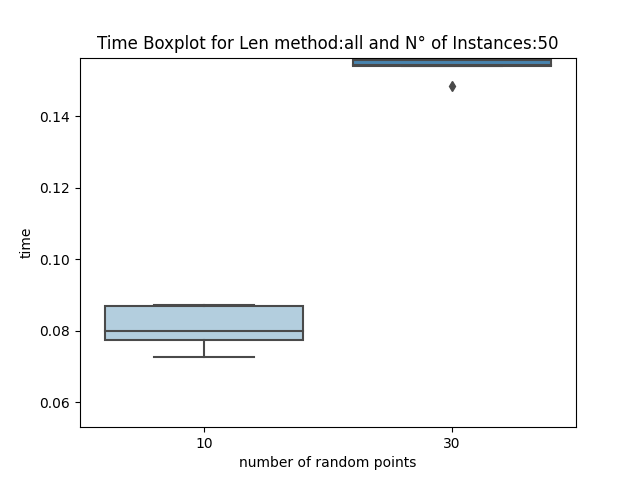 Time Boxplot for Len method:all and N° of Instances:50
0.14
0.12
0.10
time
0.08
0.06
10 30
number of random points